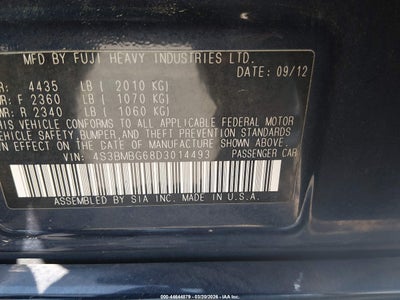 MFD BY FUJI HEAVY INDUSTRIES LTD.
DATE: 09/12
R: 4435 LB [ 2010 KG]
R: F 2360 LB [ 1070 KG]
R: R 2340 LB [ 1060 KG]
THIS VEHICLE CONFORMS TO ALL APPLICABLE FEDERAL MOTOR
VEHICLE SAFETY, BUMPER, AND THEFT PREVENTION STANDARDS
IN EFFECT ON THE DATE OF MANUFACTURE SHOWN ABOVE.
VIN: 4S3BMBG68D3014493 PASSENGER CAR
ASSEMBLED BY SIA INC. MADE IN U.S.A.
ID: 44644879 | 03/20/2026 | IAA Inc.